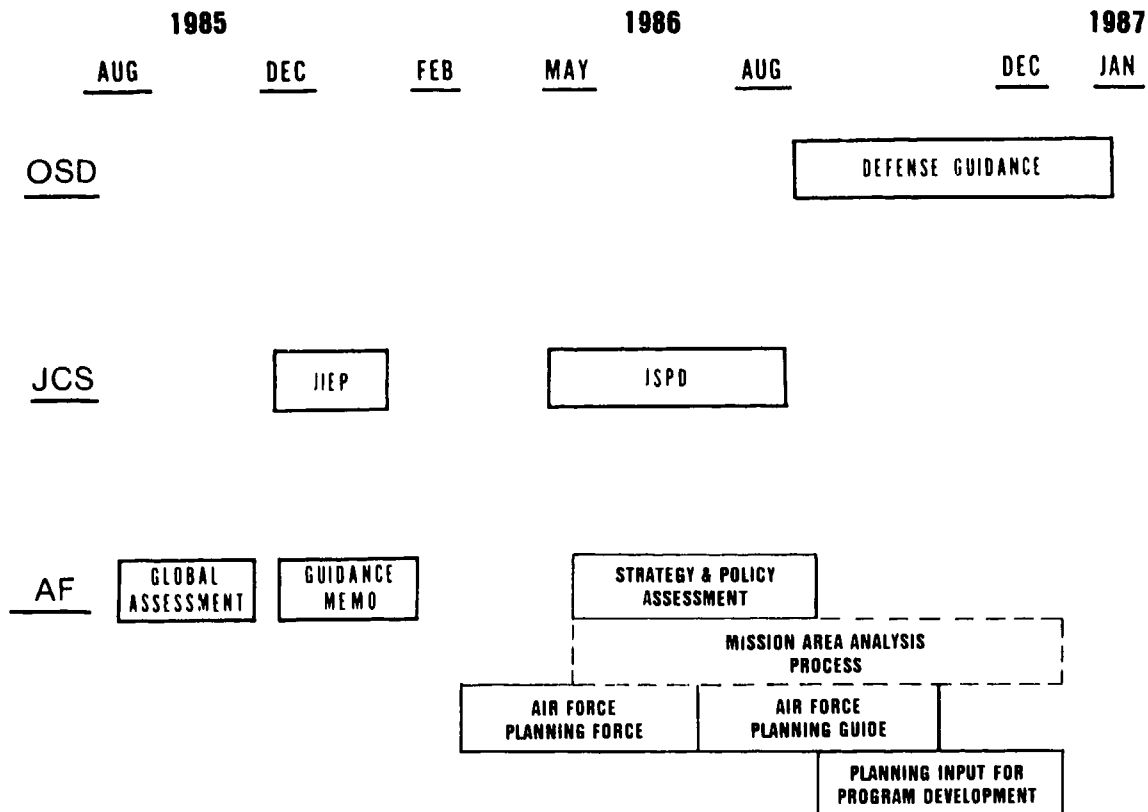 1985 1986 1987
AUG DEC FEB MAY AUG DEC JAN
OSD
DEFENSE GUIDANCE
JCS
JIEP
JSPD
AF
GLOBAL
ASSESSMENT
GUIDANCE
MEMO
STRATEGY & POLICY
ASSESSMENT
MISSION AREA ANALYSIS
PROCESS
AIR FORCE
PLANNING FORCE
AIR FORCE
PLANNING GUIDE
PLANNING INPUT FOR
PROGRAM DEVELOPMENT